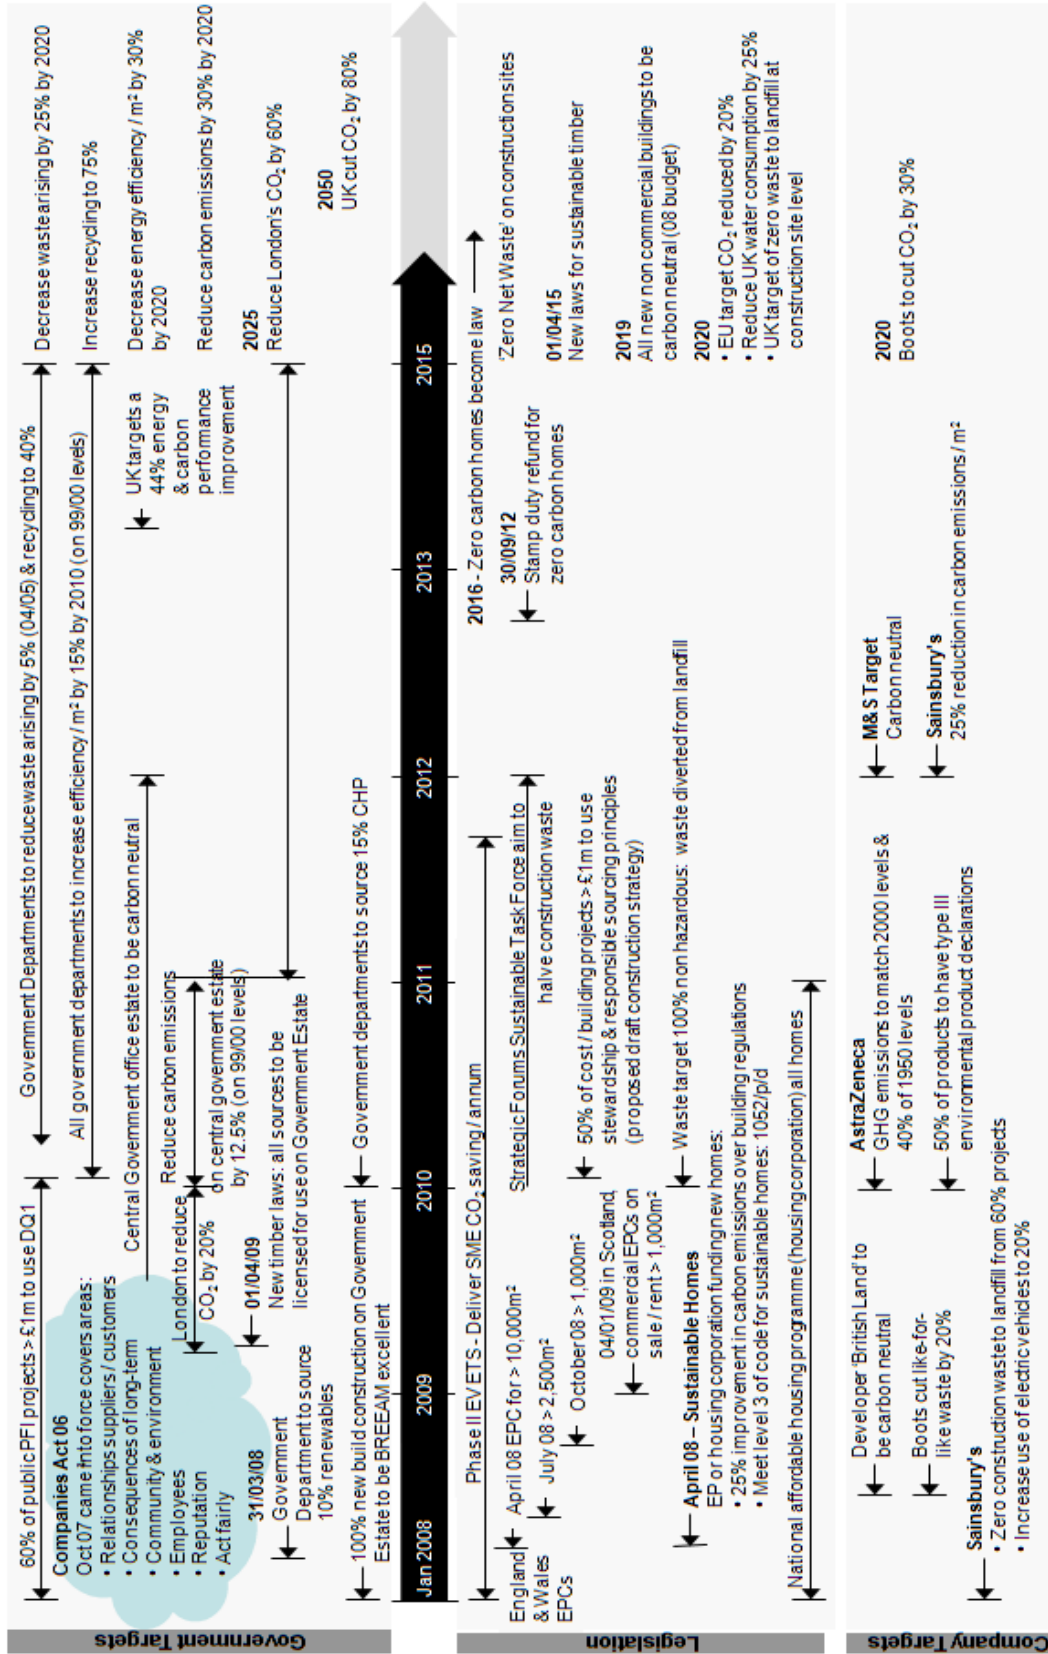 Government Targets
60% of public PFI projects > £1m to use DQ1
Government Departments to reduce waste arising by 5% (04/05) & recycling to 40%
Decrease waste arising by 25% by 2020
Companies Act 06
Oct 07 came into force covers areas:
• Relationships suppliers / customers
• Consequences of long-term
• Community & environment
• Employees
• Reputation
• Act fairly
All government departments to increase efficiency / m² by 15% by 2010 (on 99/00 levels)
Increase recycling to 75%
Central Government office estate to be carbon neutral
UK targets a
44% energy
& carbon
performance
improvement
Decrease energy efficiency / m² by 30%
by 2020
London to reduce
CO₂ by 20%
Reduce carbon emissions
on central government estate
by 12.5% (on 99/00 levels)
Reduce carbon emissions by 30% by 2020
31/03/08
Government
Department to source
10% renewables
01/04/09
New timber laws: all sources to be
licensed for use on Government Estate
2025
Reduce London's CO₂ by 60%
2050
UK cut CO₂ by 80%
100% new build construction on Government
Estate to be BREEAM excellent
Government departments to source 15% CHP
Jan 2008
2009
2010
2011
2012
2013
2015
Legislation
Phase II EV ETS - Deliver SME CO₂ saving / annum
2016 - Zero carbon homes become law
England
& Wales
EPCs
April 08 EPC for > 10,000m²
July 08 > 2,500m²
October 08 > 1,000m²
04/01/09 in Scotland,
commercial EPCs on
sale / rent > 1,000m²
Strategic Forums Sustainable Task Force aim to
halve construction waste
50% of cost / building projects > £1m to use
stewardship & responsible sourcing principles
(proposed draft construction strategy)
30/09/12
Stamp duty refund for
zero carbon homes
'Zero Net Waste' on construction sites
01/04/15
New laws for sustainable timber
2019
All new non commercial buildings to be
carbon neutral (08 budget)
2020
• EU target CO₂ reduced by 20%
• Reduce UK water consumption by 25%
• UK target of zero waste to landfill at
construction site level
April 08 – Sustainable Homes
EP or housing corporation funding new homes:
• 25% improvement in carbon emissions over building regulations
• Meet level 3 of code for sustainable homes: 1052/p/d
Waste target 100% non hazardous: waste diverted from landfill
National affordable housing programme (housing corporation) all homes
Company Targets
Developer 'British Land' to
be carbon neutral
Boots cut like-for-
like waste by 20%
Sainsbury's
• Zero construction waste to landfill from 60% projects
• Increase use of electric vehicles to 20%
AstraZeneca
GHG emissions to match 2000 levels &
40% of 1950 levels
50% of products to have type III
environmental product declarations
M&S Target
Carbon neutral
Sainsbury's
25% reduction in carbon emissions / m²
2020
Boots to cut CO₂ by 30%